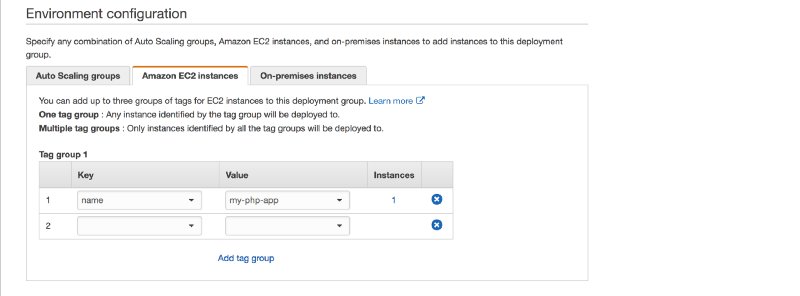 Environment configuration
Specify any combination of Auto Scaling groups, Amazon EC2 instances, and on-premises instances to add instances to this deployment
group.
Auto Scaling groups Amazon EC2 instances On-premises instances
You can add up to three groups of tags for EC2 instances to this deployment group. Learn more
One tag group : Any instance identified by the tag group will be deployed to.
Multiple tag groups : Only instances identified by all the tag groups will be deployed to.
Tag group 1
Key Value Instances
1 name my-php-app 1
2
Add tag group